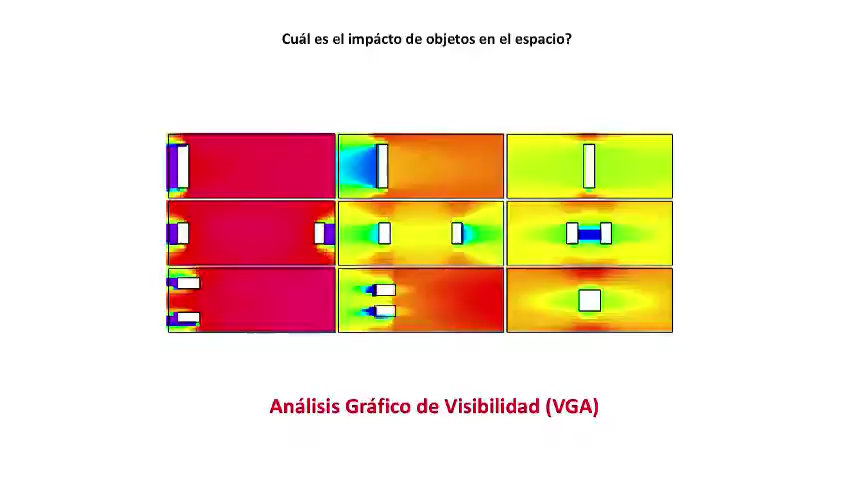 Cuál es el impácto de objetos en el espacio?
Análisis Gráfico de Visibilidad (VGA)